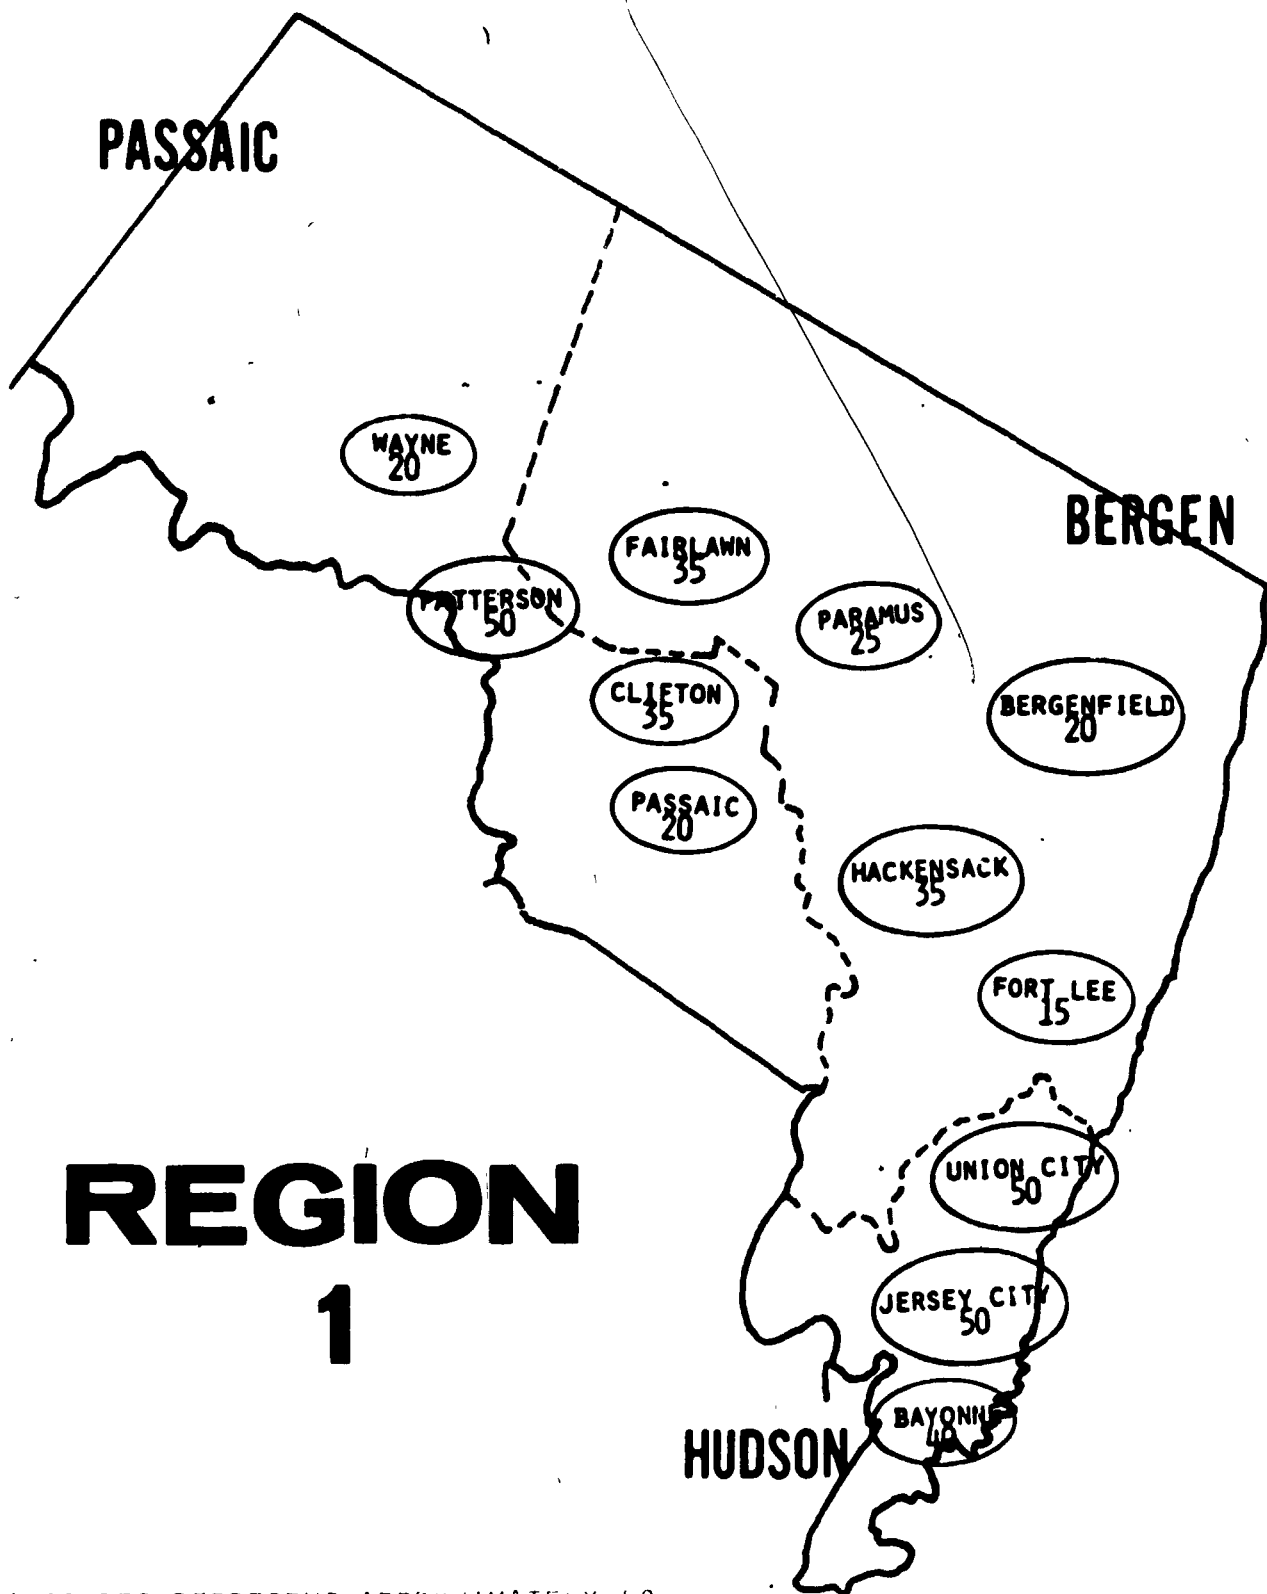 PASSAIC
WAYNE
20
BERGEN
FAIRLAWN
35
PATTERSON
50
PARAMUS
25
CLIFTON
35
BERGENFIELD
20
PASSAIC
20
HACKENSACK
35
FORT LEE
15
UNION CITY
50
REGION
1
JERSEY CITY
50
BAYONNE
40
HUDSON